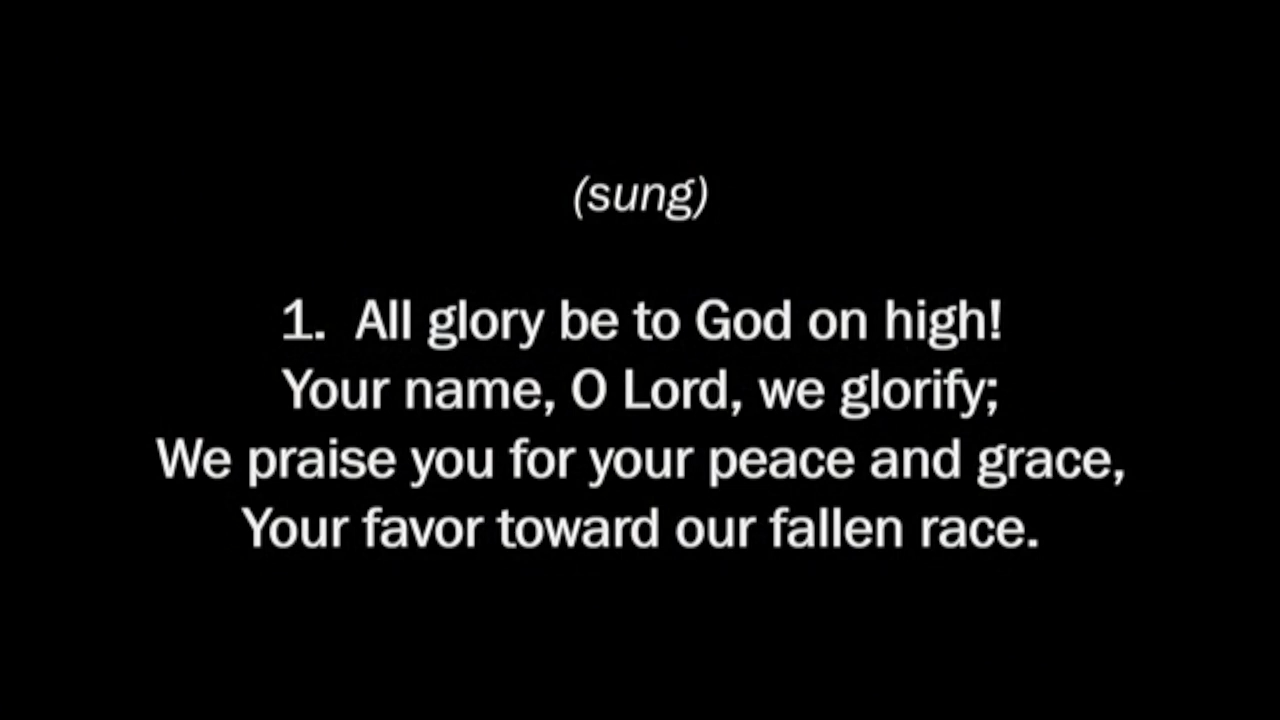 (sung)
1. All glory be to God on high!
Your name, O Lord, we glorify;
We praise you for your peace and grace,
Your favor toward our fallen race.